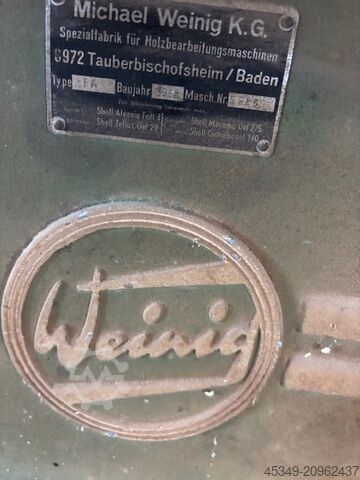 Michael Weinig K.G.
Spezialfabrik für Holzbearbeitungsmaschinen
6972 Tauberbischofsheim/Baden
Type Baujahr Masch.Nr.
Shell Alvania Fett 3 Shell Macoma Oel 275
Shell Tellus-Oel 29 Shell Getriebeoel 140
Weinig
45349-20962437